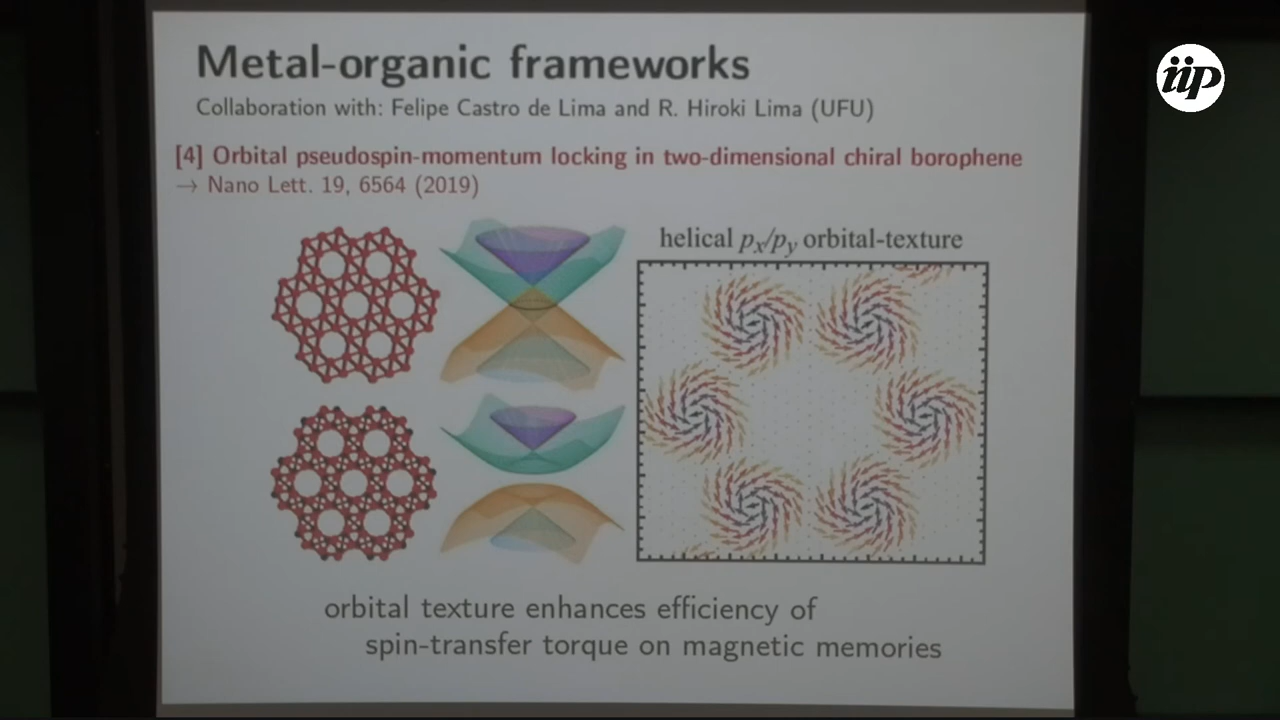 Metal-organic frameworks
Collaboration with: Felipe Castro de Lima and R. Hiroki Lima (UFU)
[4] Orbital pseudospin-momentum locking in two-dimensional chiral borophene
→ Nano Lett. 19, 6564 (2019)
helical px/py orbital-texture
orbital texture enhances efficiency of
spin-transfer torque on magnetic memories
iip